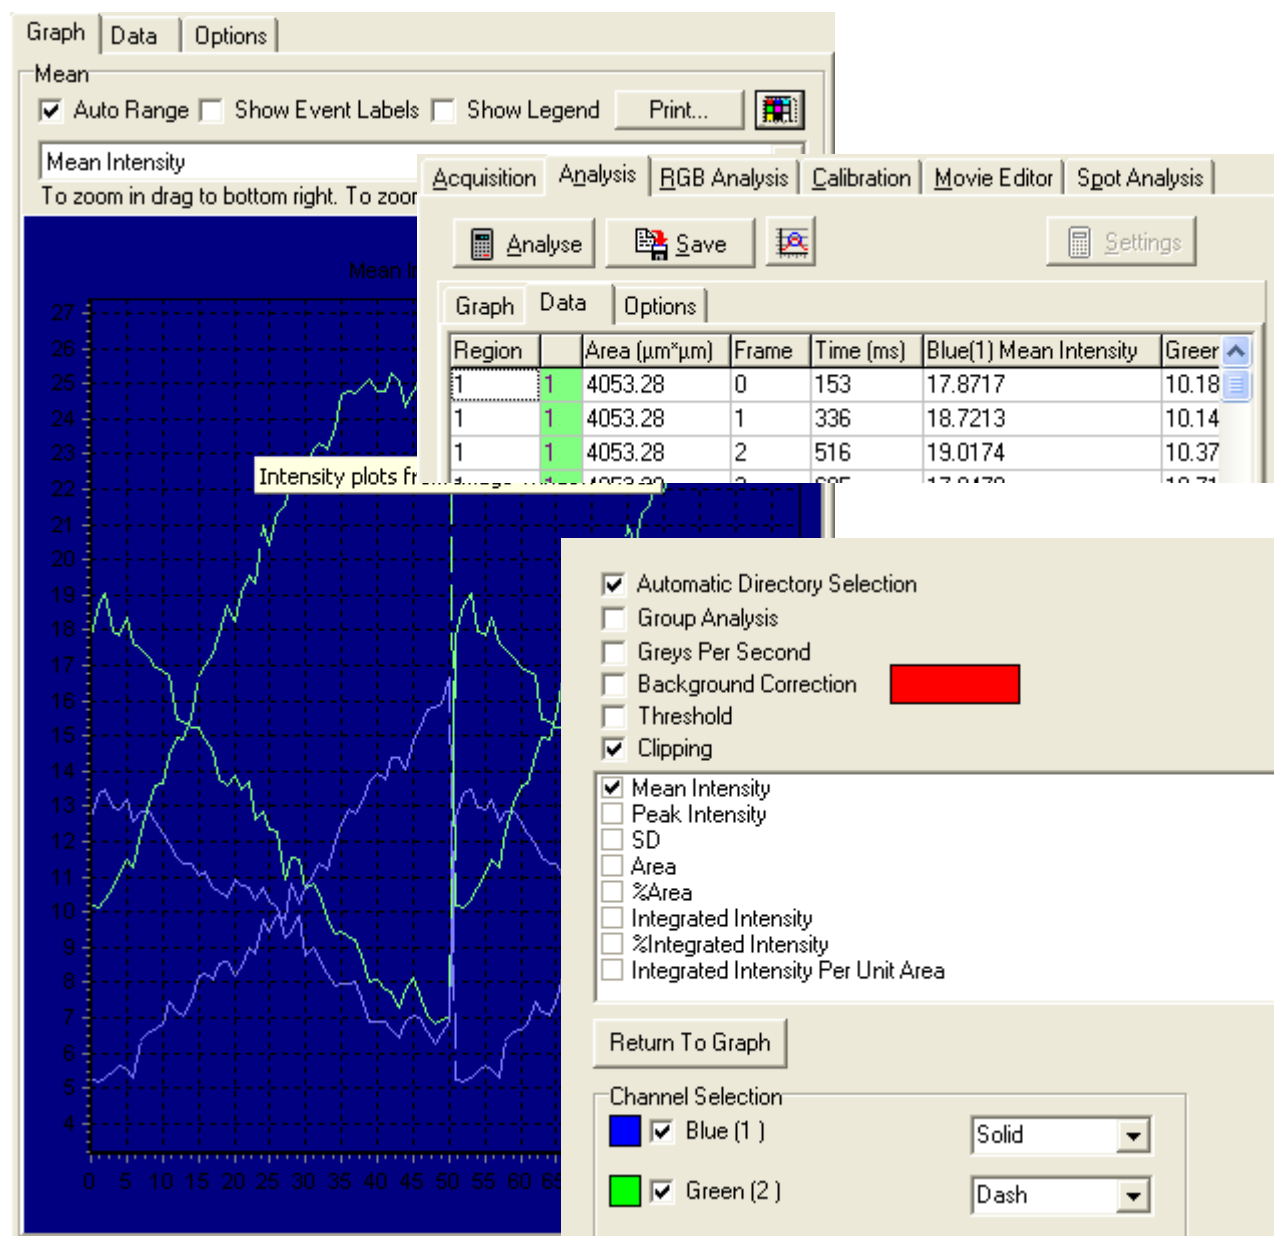 Graph Data Options
Mean
Auto Range Show Event Labels Show Legend Print...
Mean Intensity
To zoom in drag to bottom right. To zoor
Mean
27
26
25
24
23
22
21
20
19
18
17
16
15
14
13
12
11
10
9
8
7
6
5
4
0 5 10 15 20 25 30 35 40 45 50 55 60
Intensity plots
Acquisition Analysis RGB Analysis Calibration Movie Editor Spot Analysis
Analyse Save Settings
Graph Data Options
Region Area (µm*µm) Frame Time (ms) Blue(1) Mean Intensity Green
1 1 4053.28 0 153 17.8717 10.18
1 1 4053.28 1 336 18.7213 10.14
1 1 4053.28 2 516 19.0174 10.37
Automatic Directory Selection
Group Analysis
Greys Per Second
Background Correction
Threshold
Clipping
Mean Intensity
Peak Intensity
SD
Area
%Area
Integrated Intensity
%Integrated Intensity
Integrated Intensity Per Unit Area
Return To Graph
Channel Selection
Blue (1 ) Solid
Green (2 ) Dash